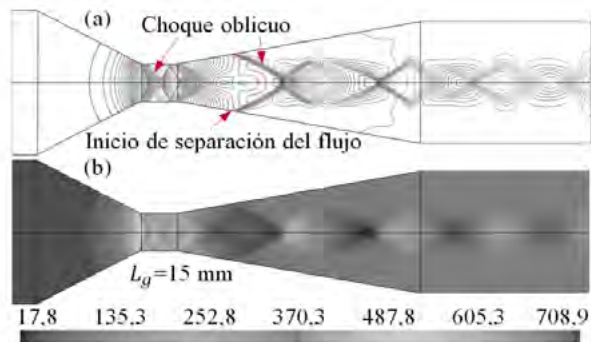 (a)
Choque oblicuo
Inicio de separación del flujo
(b)
L_g=15 mm
17,8 135,3 252,8 370,3 487,8 605,3 708,9